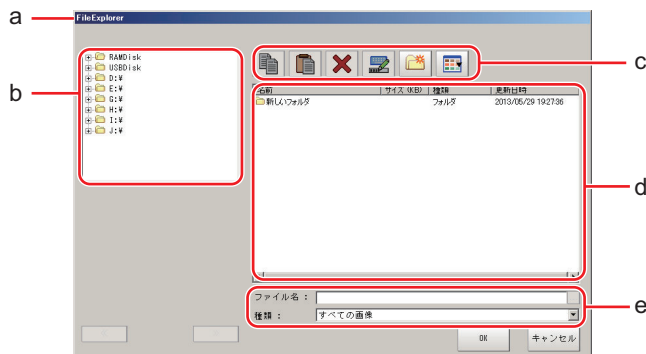 a
FileExplorer
b
RAMDisk
USBDisk
D:¥
E:¥
G:¥
H:¥
I:¥
J:¥
c
名前 サイズ (KB) 種類 更新日時
新しいフォルダ フォルダ 2013/05/29 19:27:36
d
ファイル名 :
種類 : すべての画像
e
OK キャンセル